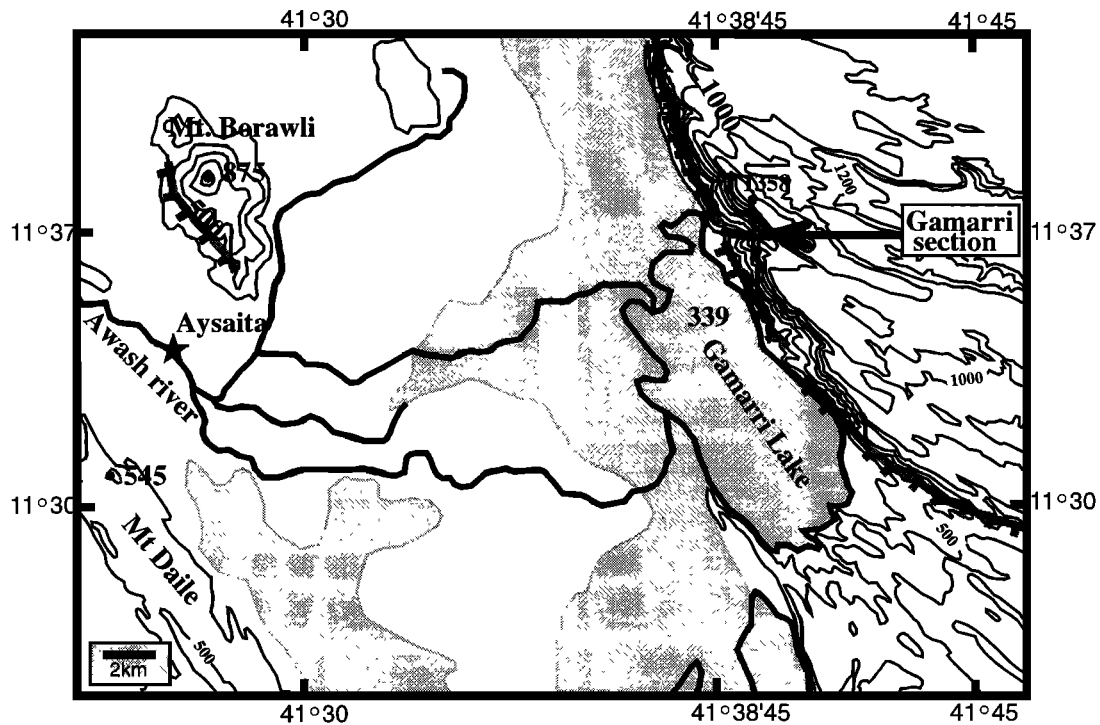 41°30
41°38'45
41°45
1000
Mt. Borawli
875
1358
1200
500
11°37
Gamarri
section
11°37
Aysaita
339
Awash river
Gamarri Lake
1000
545
11°30
11°30
Mt Daile
500
500
2km
41°30
41°38'45
41°45